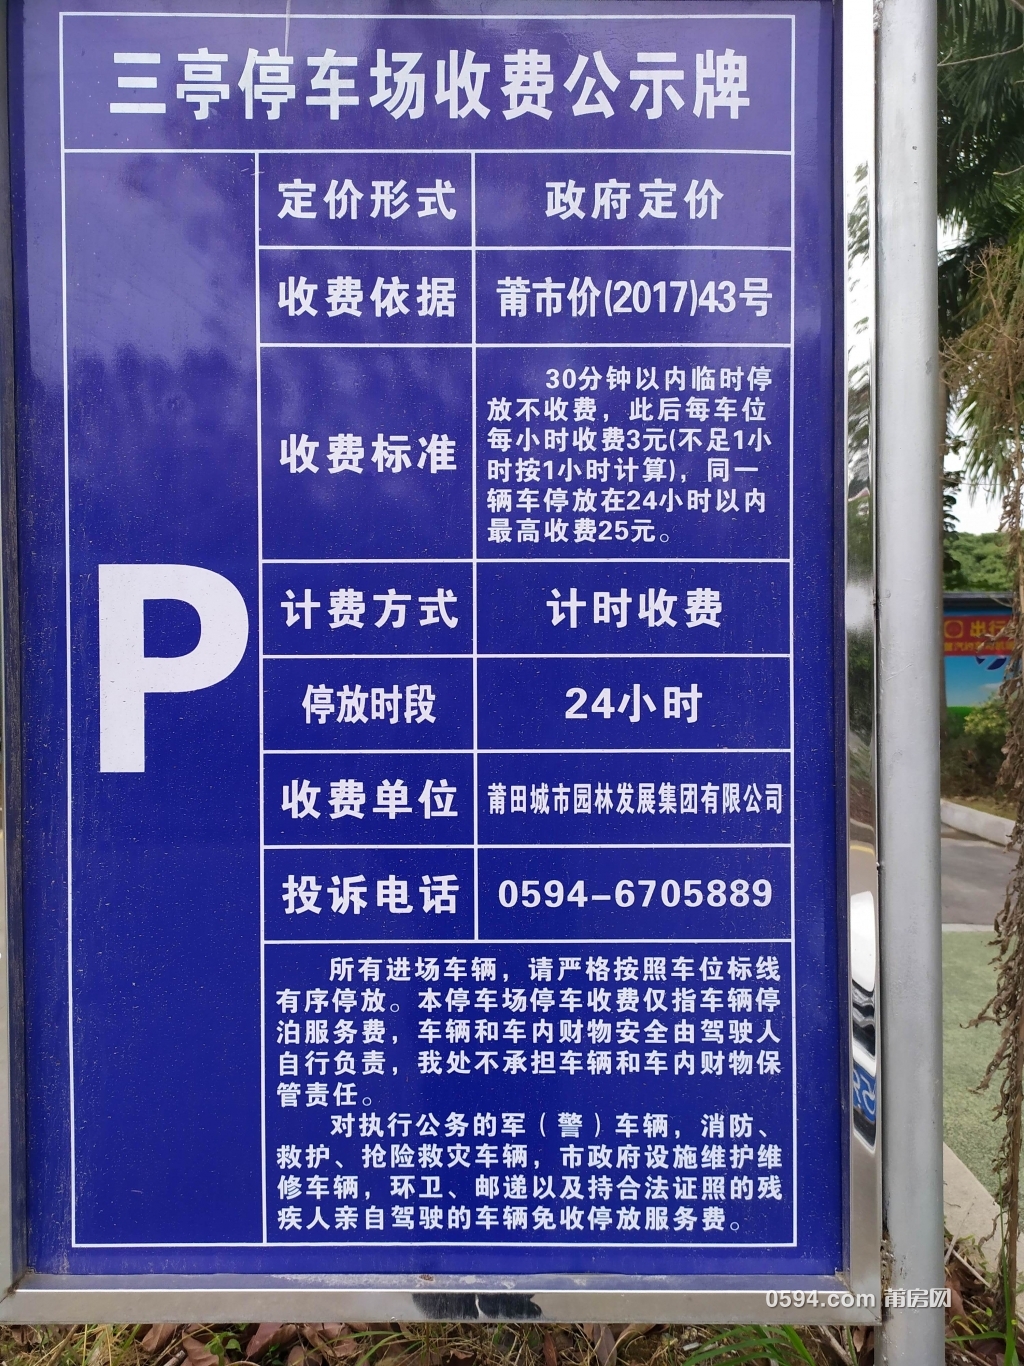 三亭停车场收费公示牌
P
定价形式
政府定价
收费依据
莆市价(2017)43号
收费标准
30分钟以内临时停
放不收费，此后每车位
每小时收费3元(不足1小
时按1小时计算)，同一
辆车停放在24小时以内
最高收费25元。
计费方式
计时收费
停放时段
24小时
收费单位
莆田城市园林发展集团有限公司
投诉电话
0594-6705889
所有进场车辆，请严格按照车位标线
有序停放。本停车场停车收费仅指车辆停
泊服务费，车辆和车内财物安全由驾驶人
自行负责，我处不承担车辆和车内财物保
管责任。
对执行公务的军（警）车辆，消防、
救护、抢险救灾车辆，市政府设施维护维
修车辆，环卫、邮递以及持合法证照的残
疾人亲自驾驶的车辆免收停放服务费。
出行
0594.com 莆房网